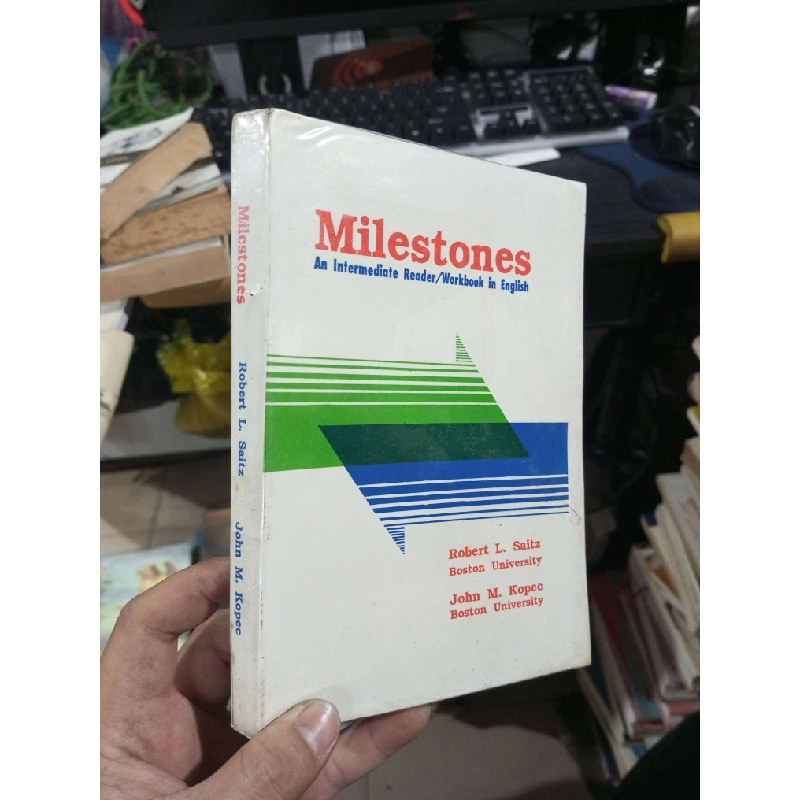 Milestones
An Intermediate Reader/Workbook in English
Robert L. Saitz
Boston University
John M. Kopec
Boston University
Milestones
Robert L. Saitz
John M. Kopec